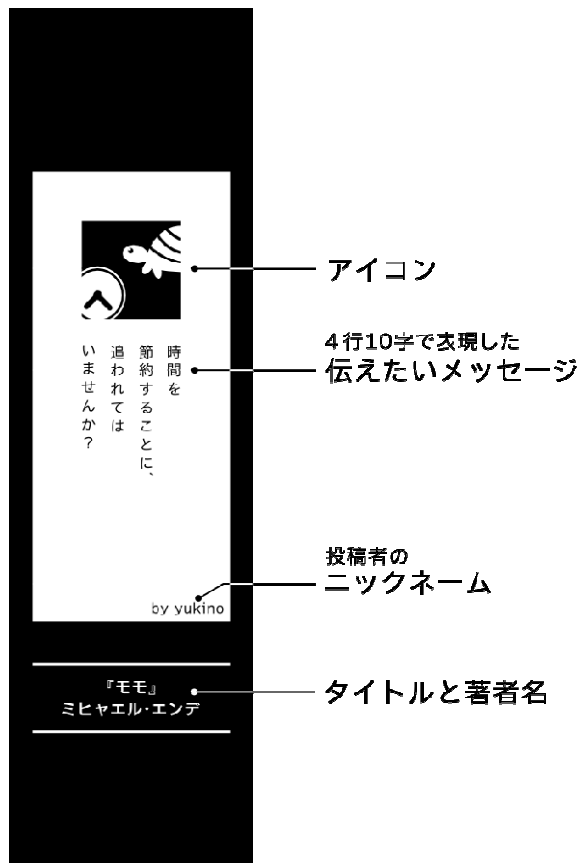 アイコン
4行10字で表現した
伝えたいメッセージ
時間を
節約することに、
追われては
いませんか？
投稿者の
ニックネーム
by yukino
『モモ』
ミヒャエル・エンデ
タイトルと著者名